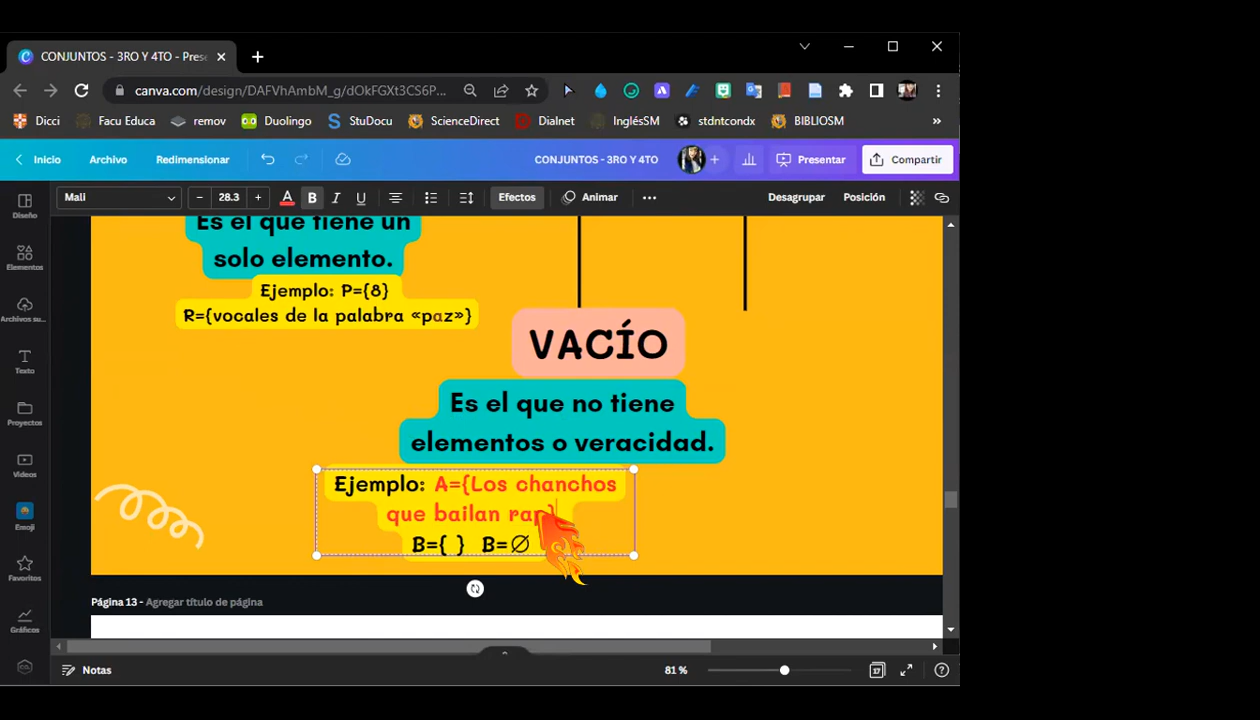 CONJUNTOS - 3RO Y 4TO - Prese
canva.com/design/DAFVhAmbM_g/dOkFGXt3CS6P...
Dicci
Facu Educa
remov
Duolingo
StuDocu
ScienceDirect
Dialnet
InglésSM
stdntcondx
BIBLIOSM
»
Inicio
Archivo
Redimensionar
CONJUNTOS - 3RO Y 4TO
Presentar
Compartir
Mali
28.3
Efectos
Animar
Desagrupar
Posición
Diseño
Elementos
Archivos su...
Texto
Proyectos
Videos
Emoji
Favoritos
Gráficos
Es el que tiene un
solo elemento.
Ejemplo: P={8}
R={vocales de la palabra «paz»}
VACÍO
Es el que no tiene
elementos o veracidad.
Ejemplo: A={Los chanchos
que bailan rap}
B={ } B=∅
Página 13 - Agregar título de página
Notas
81 %
17